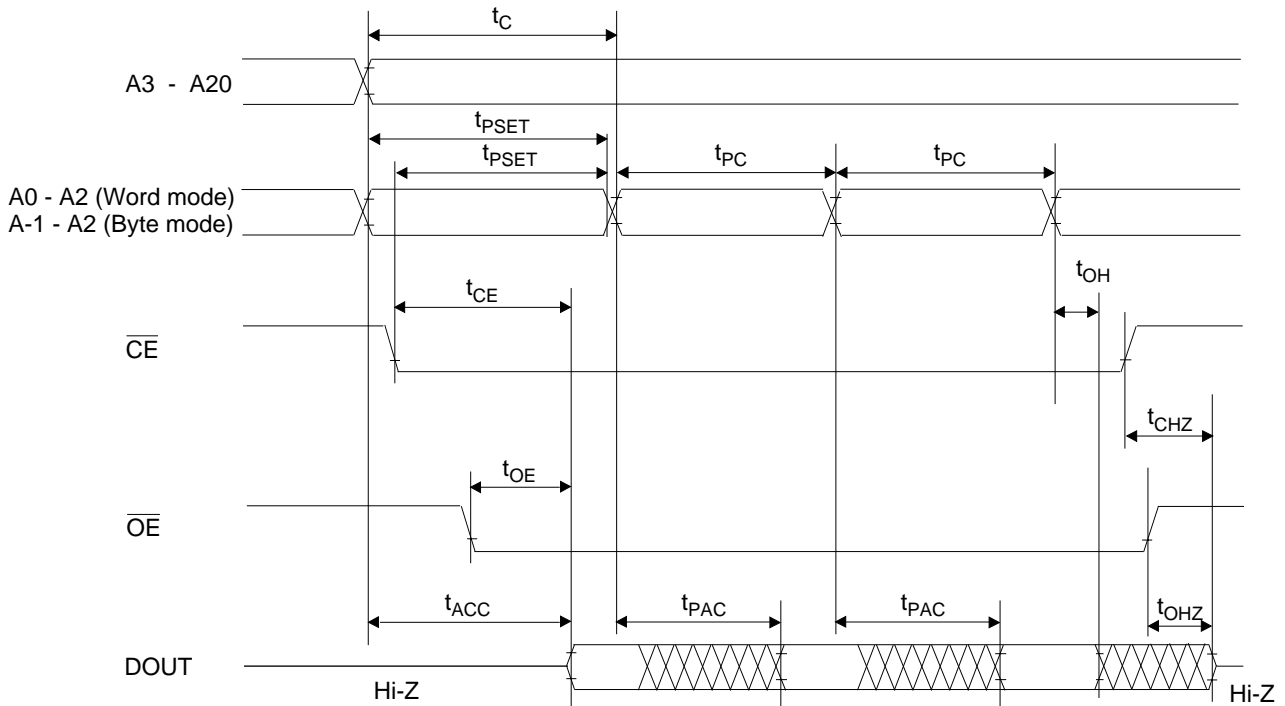 tC
A3 - A20
tPSET
tPSET
tPC
tPC
A0 - A2 (Word mode)
A-1 - A2 (Byte mode)
tOH
tCE
CE
tCHZ
tOE
OE
tACC
tPAC
tPAC
tOHZ
DOUT
Hi-Z
Hi-Z